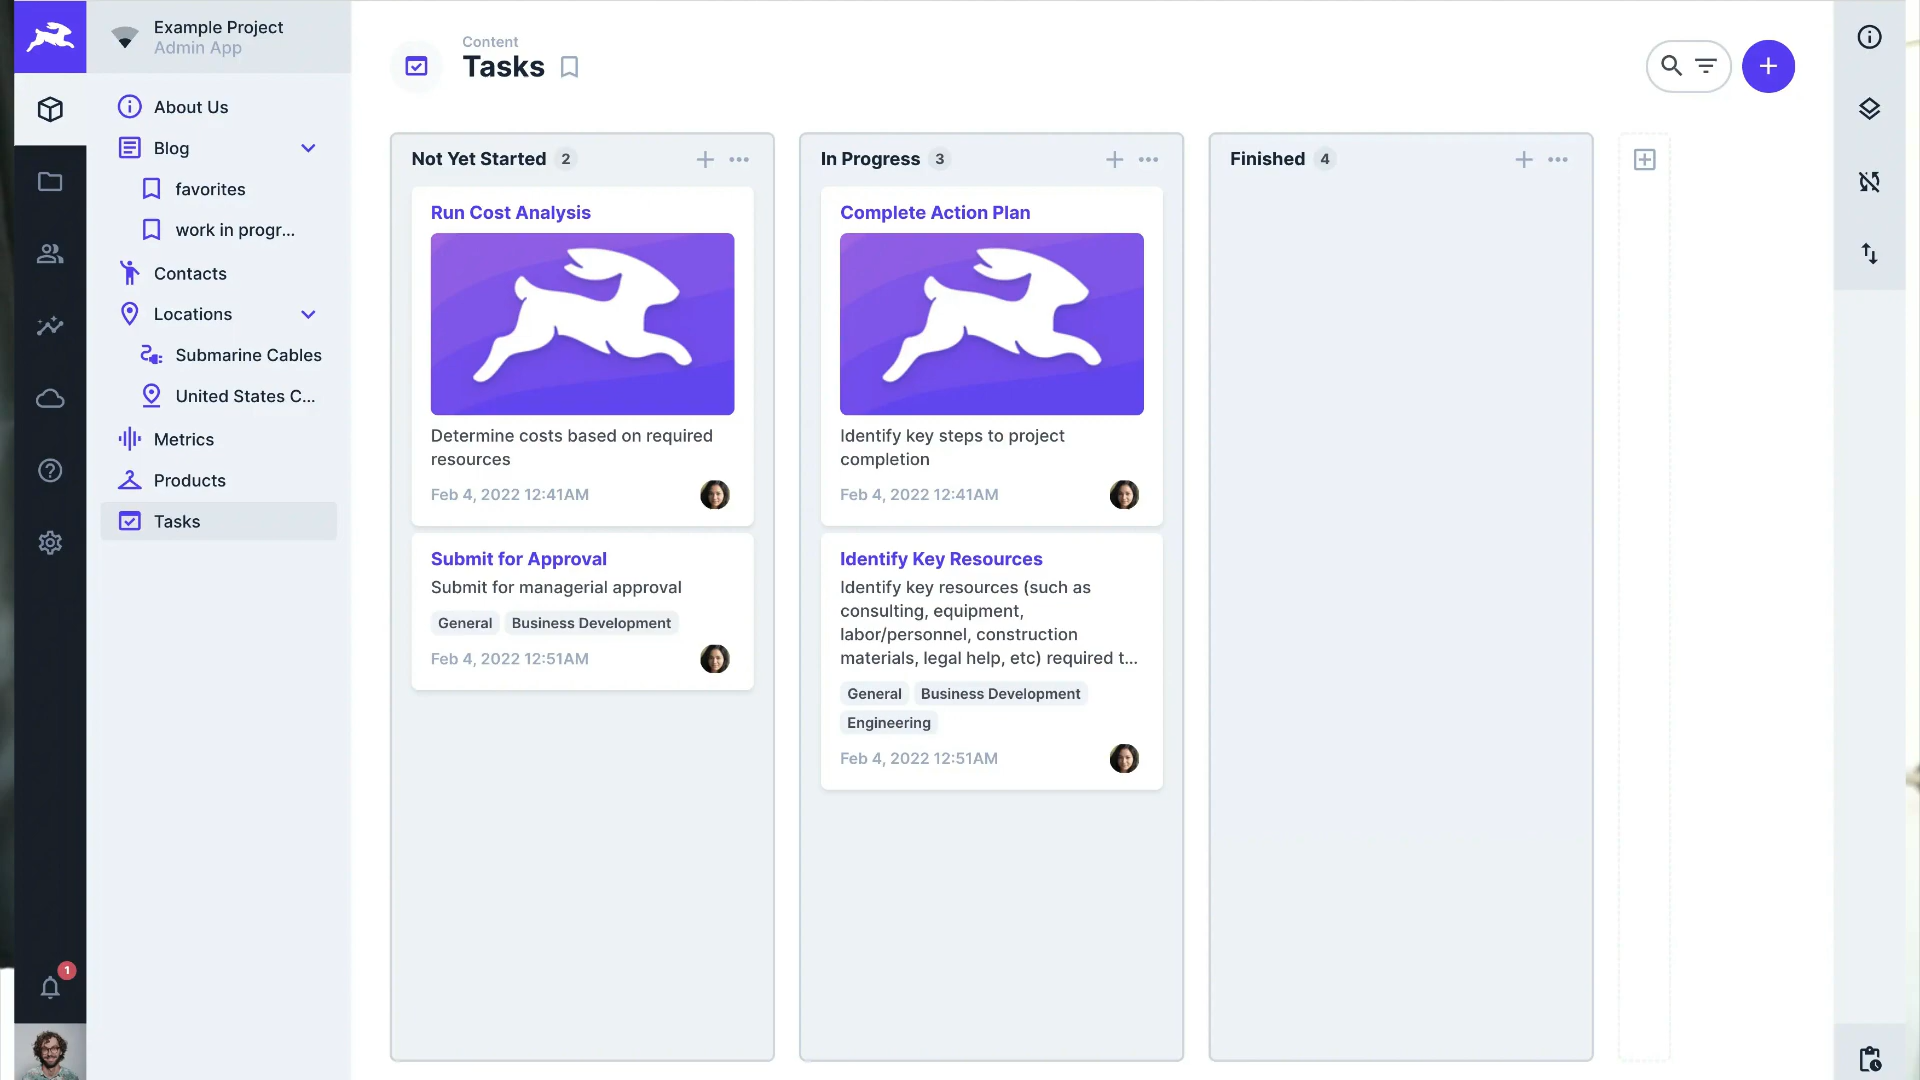 Example Project
Admin App
About Us
Blog
favorites
work in progr...
Contacts
Locations
Submarine Cables
United States C...
Metrics
Products
Tasks
1
Content
Tasks
Not Yet Started 2
Run Cost Analysis
Determine costs based on required
resources
Feb 4, 2022 12:41AM
Submit for Approval
Submit for managerial approval
General Business Development
Feb 4, 2022 12:51AM
In Progress 3
Complete Action Plan
Identify key steps to project
completion
Feb 4, 2022 12:41AM
Identify Key Resources
Identify key resources (such as
consulting, equipment,
labor/personnel, construction
materials, legal help, etc) required t...
General Business Development
Engineering
Feb 4, 2022 12:51AM
Finished 4